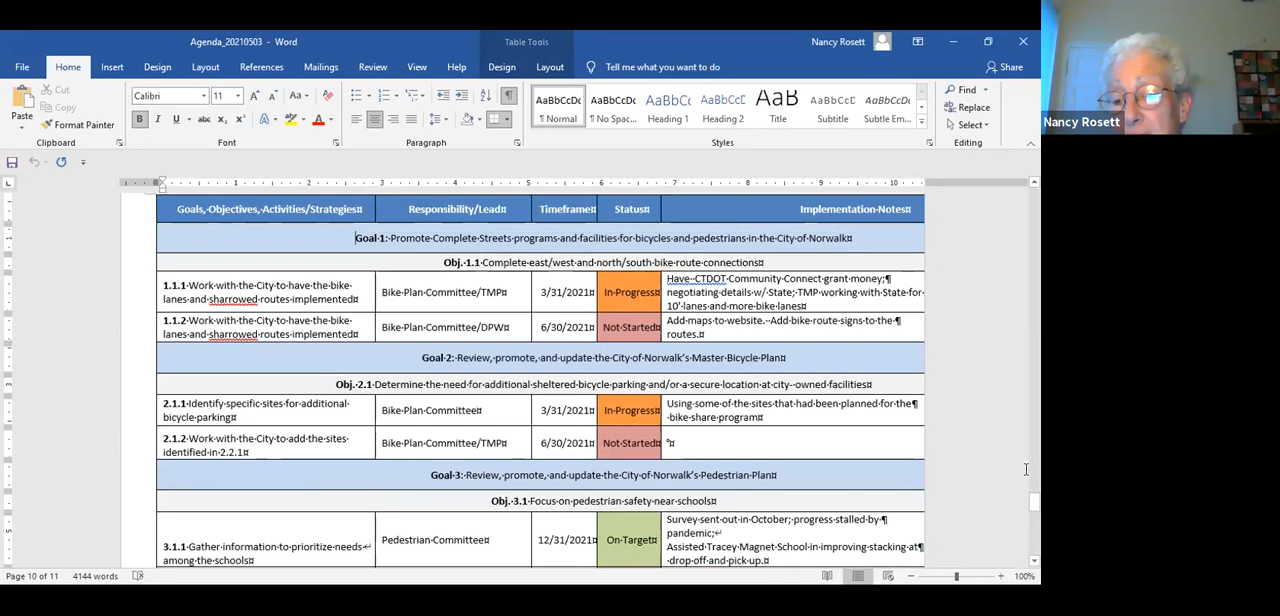 Agenda_20210503 - Word
Table Tools
Nancy Rosett
File Home Insert Design Layout References Mailings Review View Help Design Layout Tell me what you want to do Share
Paste
Cut
Copy
Format Painter
Clipboard
Calibri 11
Font
Paragraph
AaBbCcDc AaBbCcDc AaBbCc AaBbCcD AaB AaBbCcD AaBbCcDc
¶ Normal ¶ No Spac... Heading 1 Heading 2 Title Subtitle Subtle Em...
Styles
Find
Replace
Select
Editing
Nancy Rosett
1 2 3 4 5 6 7 8 9 10
Goals, Objectives, Activities/Strategies¤ Responsibility/Lead¤ Timeframe¤ Status¤ Implementation Notes¤
Goal 1: Promote Complete Streets programs and facilities for bicycles and pedestrians in the City of Norwalk¤
Obj. 1.1 Complete east/west and north/south bike route connections¤
1.1.1 Work with the City to have the bike
lanes and sharrowed routes implemented¤
Bike Plan Committee/TMP¤
3/31/2021¤
In Progress¤
Have CTDOT Community Connect grant money;¶
negotiating details w/ State; TMP working with State for
10' lanes and more bike lanes¤
1.1.2 Work with the City to have the bike
lanes and sharrowed routes implemented¤
Bike Plan Committee/DPW¤
6/30/2021¤
Not Started¤
Add maps to website. Add bike route signs to the ¶
routes.¤
Goal 2: Review, promote, and update the City of Norwalk's Master Bicycle Plan¤
Obj. 2.1 Determine the need for additional sheltered bicycle parking and/or a secure location at city- owned facilities¤
2.1.1 Identify specific sites for additional
bicycle parking¤
Bike Plan Committee¤
3/31/2021¤
In Progress¤
Using some of the sites that had been planned for the¶
bike share program¤
2.1.2 Work with the City to add the sites
identified in 2.2.1¤
Bike Plan Committee/TMP¤
6/30/2021¤
Not Started¤
°¤
Goal 3: Review, promote, and update the City of Norwalk's Pedestrian Plan¤
Obj. 3.1 Focus on pedestrian safety near schools¤
3.1.1 Gather information to prioritize needs↵
among the schools¤
Pedestrian Committee¤
12/31/2021¤
On Target¤
Survey sent out in October; progress stalled by ¶
pandemic;↵
Assisted Tracey Magnet School in improving stacking at¶
drop off and pick up.¤
Page 10 of 11 4144 words 100%